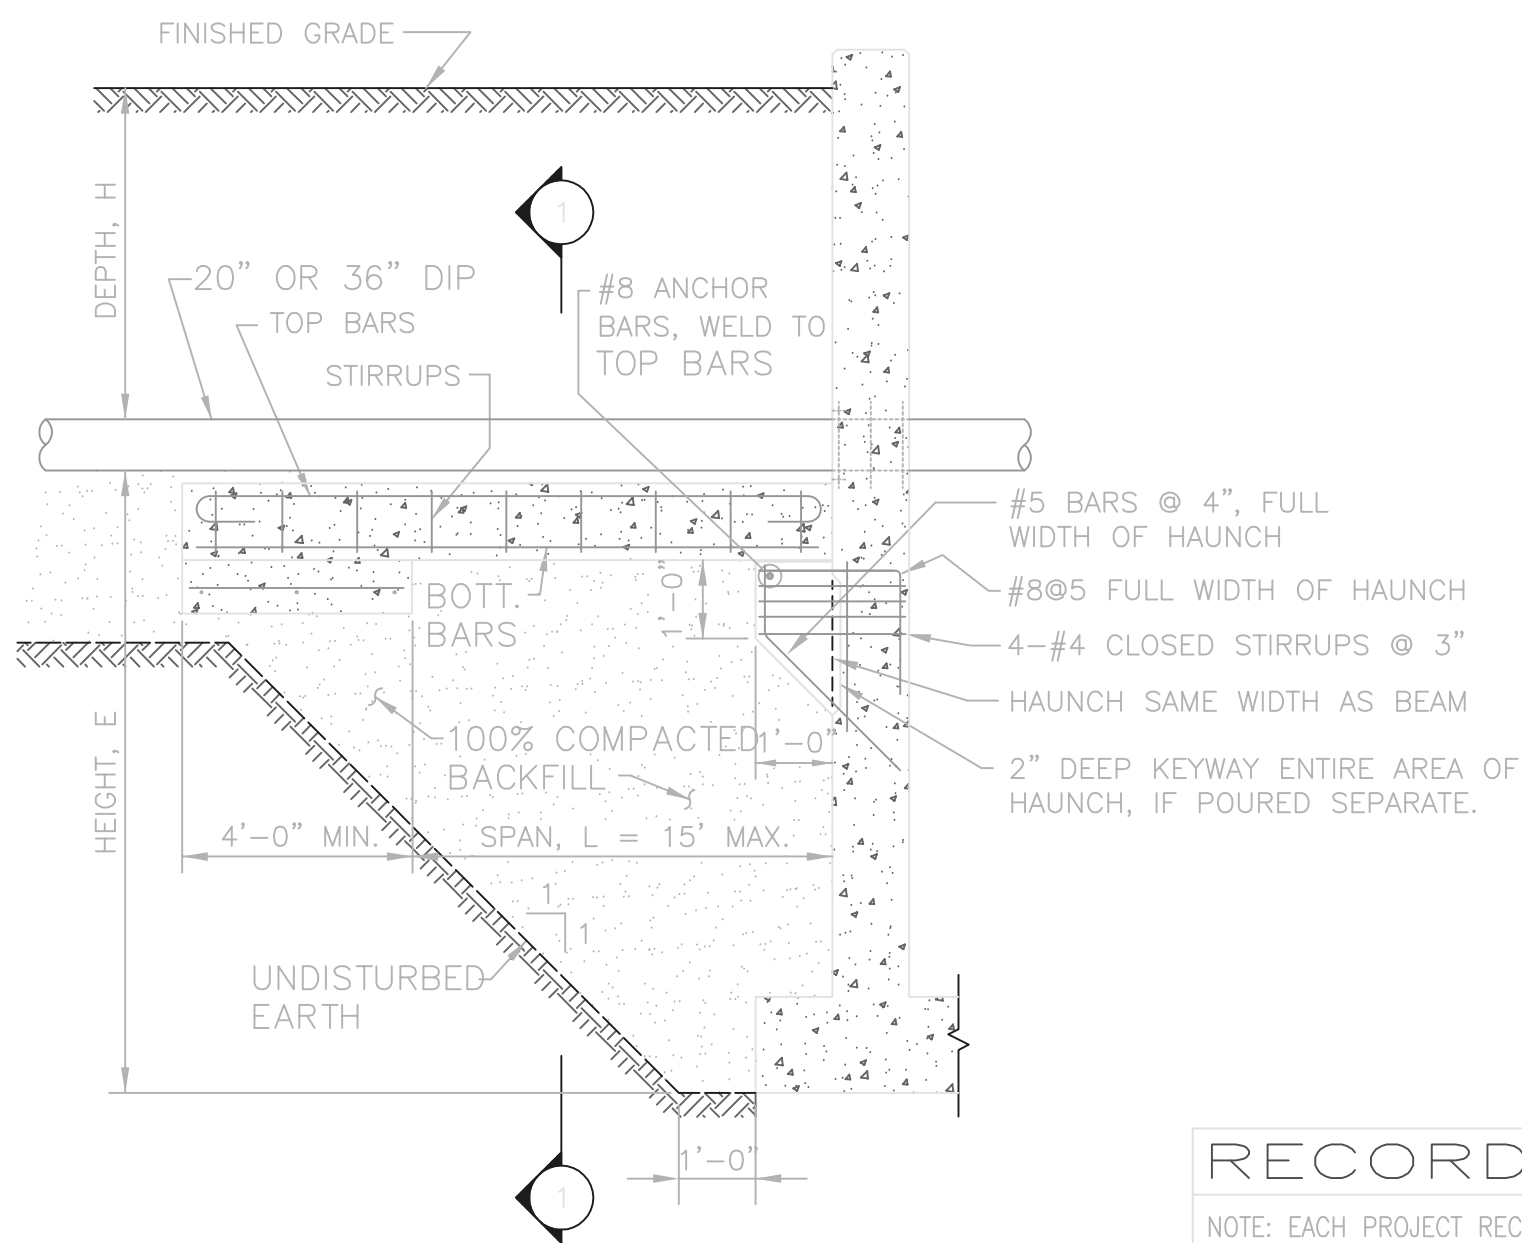 FINISHED GRADE
DEPTH, H
1
20" OR 36" DIP
TOP BARS
STIRRUPS
#8 ANCHOR
BARS, WELD TO
TOP BARS
#5 BARS @ 4", FULL
WIDTH OF HAUNCH
#8@5 FULL WIDTH OF HAUNCH
4-#4 CLOSED STIRRUPS @ 3"
HAUNCH SAME WIDTH AS BEAM
2" DEEP KEYWAY ENTIRE AREA OF
HAUNCH, IF POURED SEPARATE.
BOTT.
BARS
1'-0"
HEIGHT, E
100% COMPACTED
BACKFILL
1'-0"
4'-0" MIN.
SPAN, L = 15' MAX.
1
1
UNDISTURBED
EARTH
1'-0"
1
RECORD
NOTE: EACH PROJECT REC